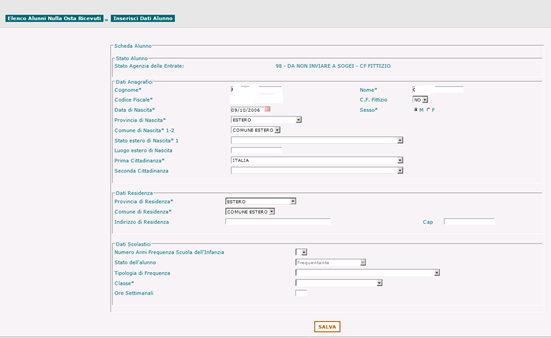 Elenco Alunni Nulla Osta Ricevuti » Inserisci Dati Alunno
Scheda Alunno
Stato Alunno
Stato Agenzia delle Entrate: 98 - DA NON INVIARE A SOGEI - CF FITTIZIO
Dati Anagrafici
Cognome* Nome*
Codice Fiscale* C.F. Fittizio NO
Data di Nascita* 09/10/2006 Sesso* M F
Provincia di Nascita* ESTERO
Comune di Nascita* 1-2 COMUNE ESTERO
Stato estero di Nascita* 1
Luogo estero di Nascita
Prima Cittadinanza* ITALIA
Seconda Cittadinanza
Dati Residenza
Provincia di Residenza* ESTERO
Comune di Residenza* COMUNE ESTERO
Indirizzo di Residenza Cap
Dati Scolastici
Numero Anni Frequenza Scuola dell'Infanzia
Stato dell'alunno Frequentante
Tipologia di Frequenza
Classe*
Ore Settimanali
SALVA